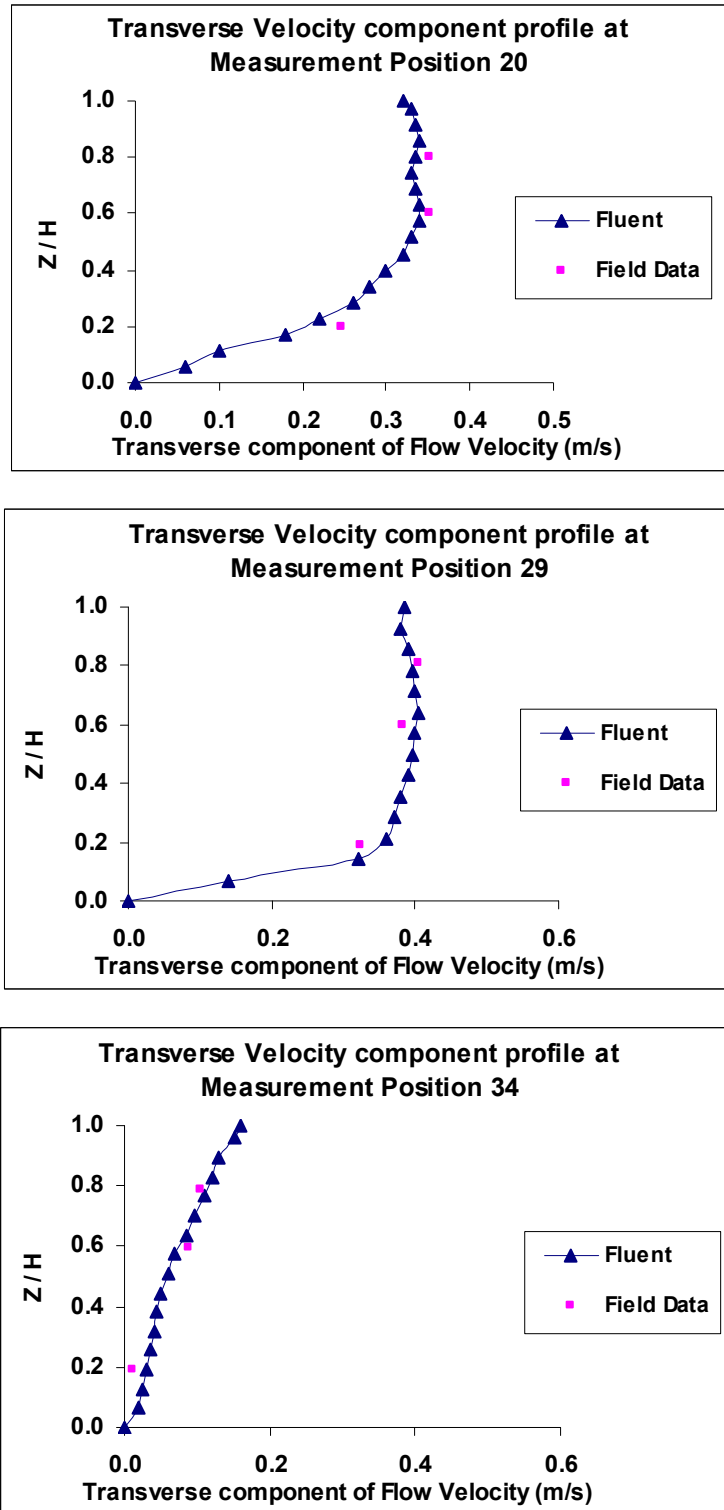 Transverse Velocity component profile at
Measurement Position 20
1.0
0.8
0.6
0.4
0.2
0.0
Z / H
0.0 0.1 0.2 0.3 0.4 0.5
Transverse component of Flow Velocity (m/s)
Fluent
Field Data
Transverse Velocity component profile at
Measurement Position 29
1.0
0.8
0.6
0.4
0.2
0.0
Z / H
0.0 0.2 0.4 0.6
Transverse component of Flow Velocity (m/s)
Fluent
Field Data
Transverse Velocity component profile at
Measurement Position 34
1.0
0.8
0.6
0.4
0.2
0.0
Z / H
0.0 0.2 0.4 0.6
Transverse component of Flow Velocity (m/s)
Fluent
Field Data